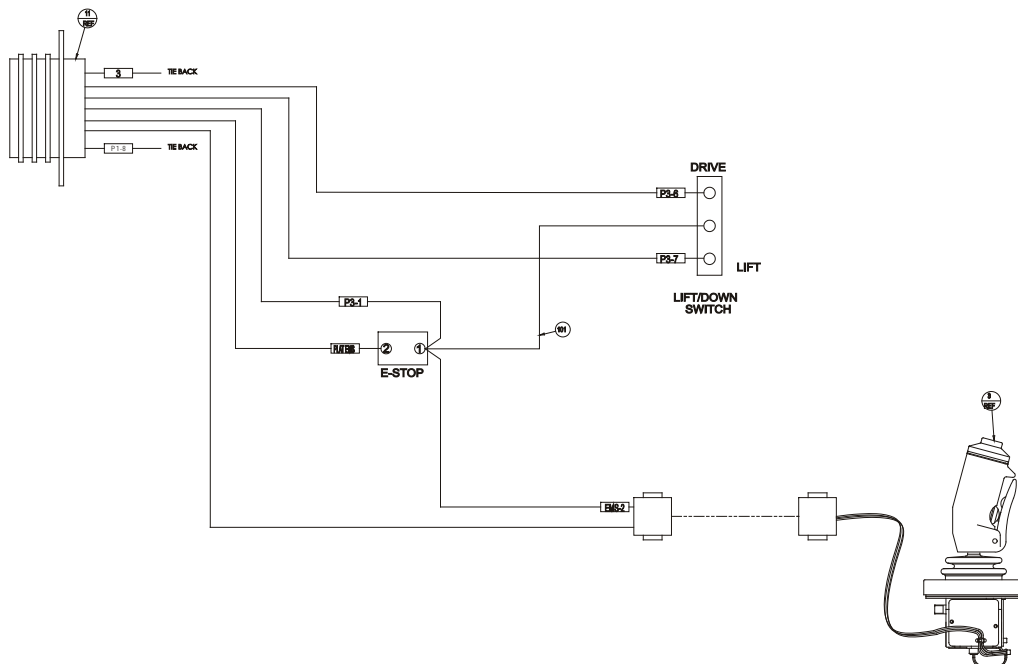 11
REF
3 TIE BACK
P1-8 TIE BACK
DRIVE
P3-6
P3-7
LIFT
LIFT/DOWN
SWITCH
P3-1
101
2 1
E-STOP
REF
EMS-2